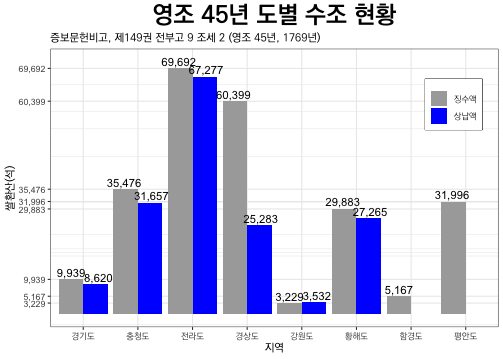 영조 45년 도별 수조 현황
증보문헌비고, 제149권 전부고 9 조세 2 (영조 45년, 1769년)
69,692
60,399
35,476
31,996
29,883
9,939
5,167
3,229
쌀환산(석)
9,939
8,620
35,476
31,657
69,692
67,277
60,399
25,283
3,229
3,532
29,883
27,265
5,167
31,996
징수액
상납액
경기도
충청도
전라도
경상도
강원도
황해도
함경도
평안도
지역